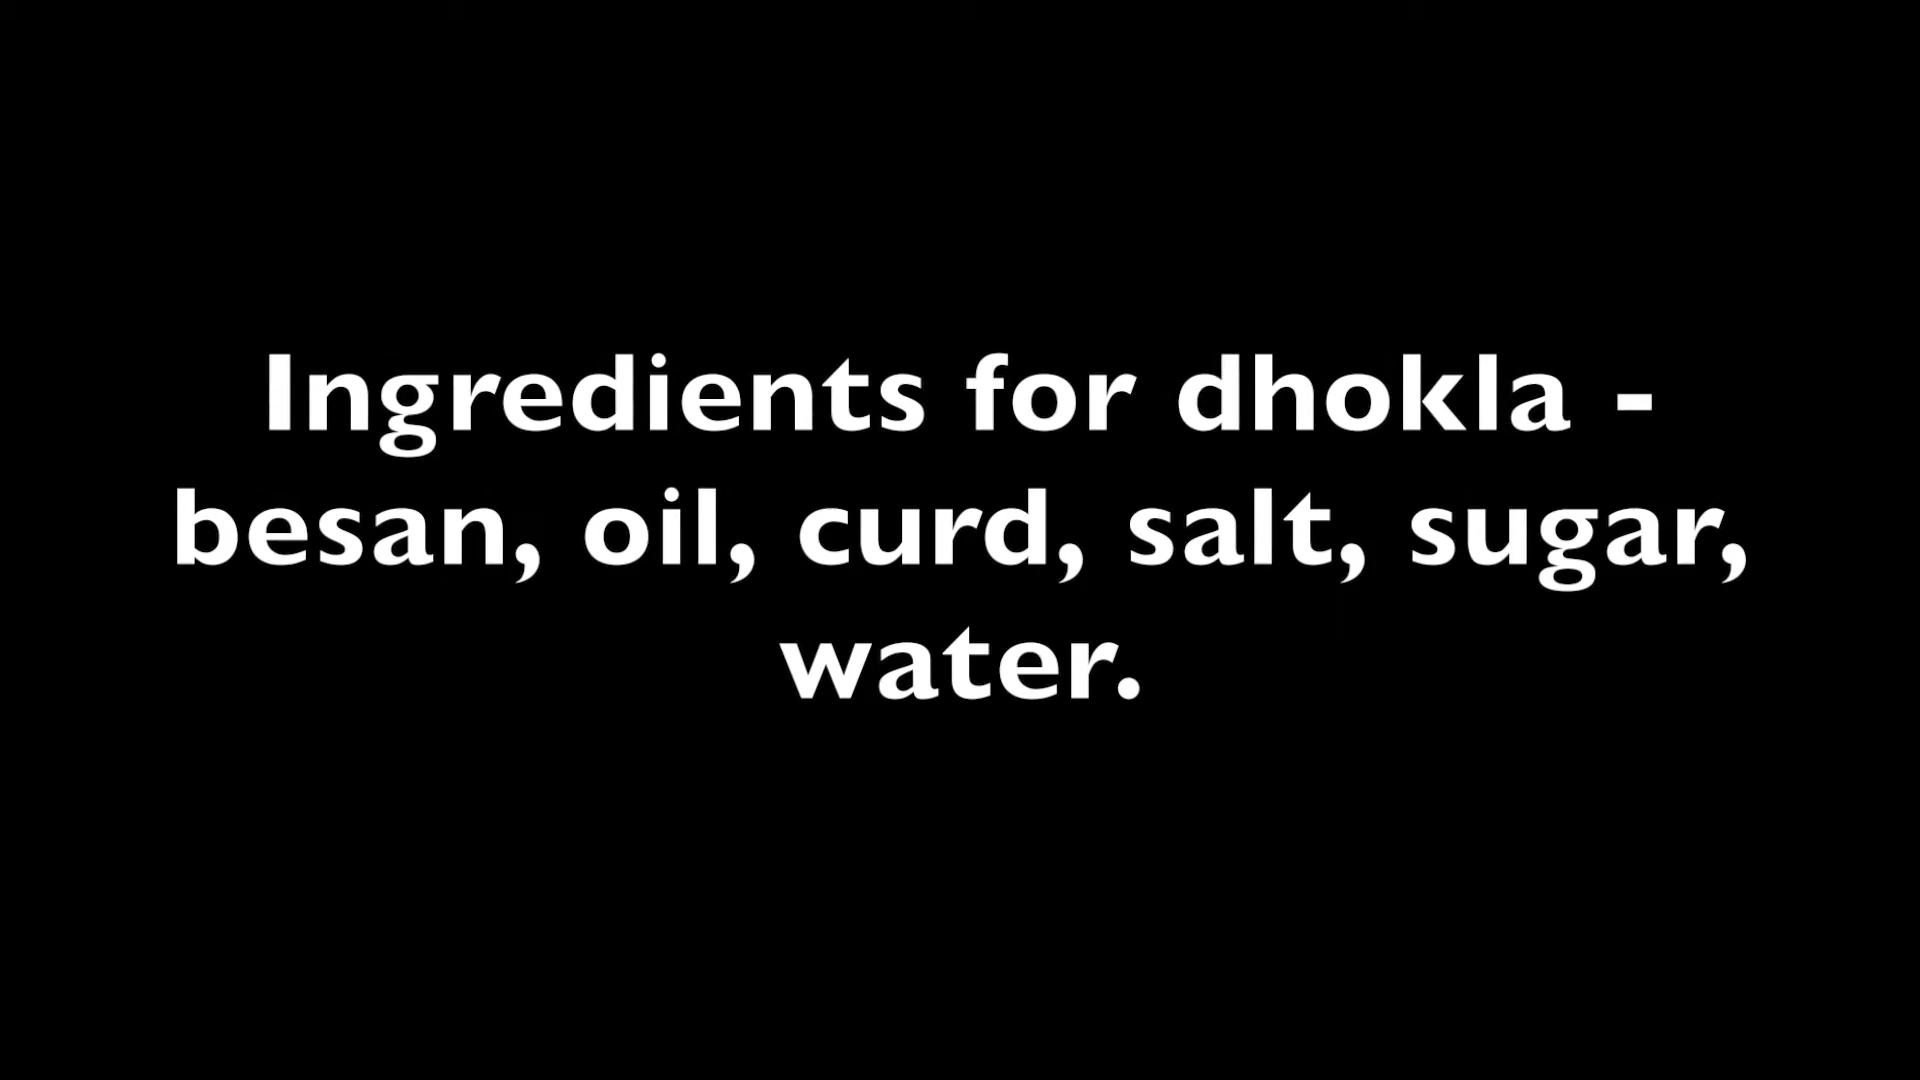 Ingredients for dhokla -
besan, oil, curd, salt, sugar,
water.